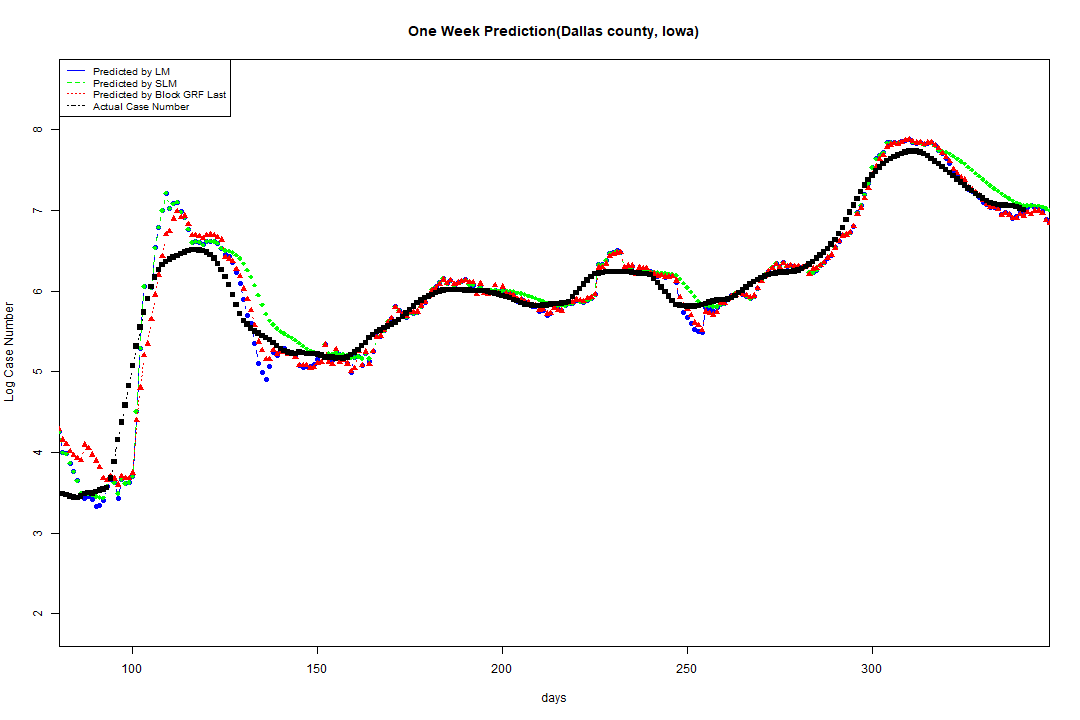 One Week Prediction(Dallas county, Iowa)
Predicted by LM
Predicted by SLM
Predicted by Block GRF Last
Actual Case Number
Log Case Number
8
7
6
5
4
3
2
100 150 200 250 300
days